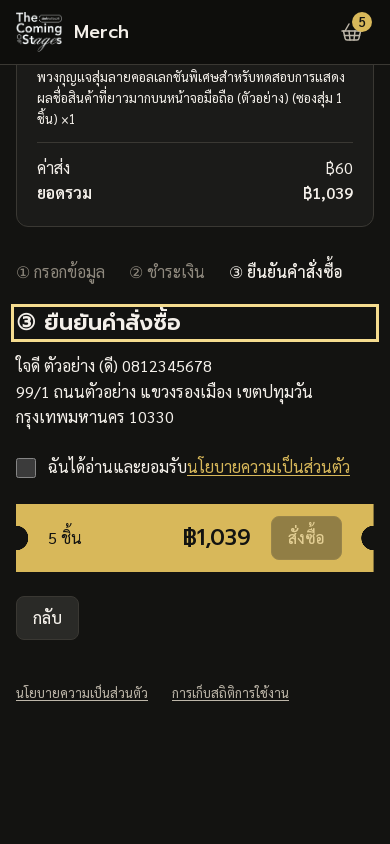 The Coming of Stages
Merch
5
พวงกุญแจสุ่มลายคอลเลกชันพิเศษสำหรับทดสอบการแสดง
ผลชื่อสินค้าที่ยาวมากบนหน้าจอมือถือ (ตัวอย่าง) (ซองสุ่ม 1
ชิ้น) ×1
ค่าส่ง ฿60
ยอดรวม ฿1,039
① กรอกข้อมูล ② ชำระเงิน ③ ยืนยันคำสั่งซื้อ
③ ยืนยันคำสั่งซื้อ
ใจดี ตัวอย่าง (ดี) 0812345678
99/1 ถนนตัวอย่าง แขวงรองเมือง เขตปทุมวัน
กรุงเทพมหานคร 10330
ฉันได้อ่านและยอมรับนโยบายความเป็นส่วนตัว
5 ชิ้น ฿1,039 สั่งซื้อ
กลับ
นโยบายความเป็นส่วนตัว การเก็บสถิติการใช้งาน